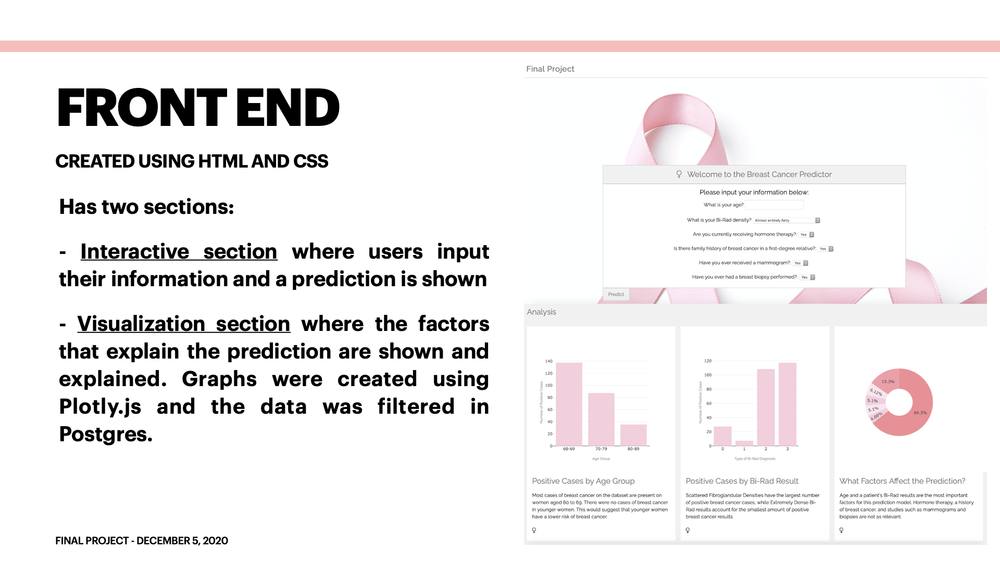 FRONT END
CREATED USING HTML AND CSS
Has two sections:
- Interactive section where users input
their information and a prediction is shown
- Visualization section where the factors
that explain the prediction are shown and
explained. Graphs were created using
Plotly.js and the data was filtered in
Postgres.
FINAL PROJECT - DECEMBER 5, 2020
Final Project
Welcome to the Breast Cancer Predictor
Please input your information below:
What is your age?
What is your Bi-Rad density? Almost entirely fatty
Are you currently receiving hormone therapy?: Yes
Is there family history of breast cancer in a first-degree relative?: Yes
Have you ever received a mammogram?: Yes
Have you ever had a breast biopsy performed?: Yes
Predict
Analysis
Number of Positive Cases
140
120
100
80
60
40
20
0
60-69 70-79 80-89
Age Group
Positive Cases by Age Group
Most cases of breast cancer on the dataset are present on
women aged 60 to 69. There were no cases of breast cancer
in younger women. This would suggest that younger women
have a lower risk of breast cancer.
Number of Positive Cases
120
100
80
60
40
20
0
0 1 2 3
Type of Bi-Rad Diagnosis
Positive Cases by Bi-Rad Result
Scattered Fibroglandular Densities have the largest number
of positive breast cancer cases, while Extremely Dense Bi-
Rad results account for the smallest amount of positive
breast cancer results.
15.3%
6.12%
5.1%
5.1%
4.08%
64.3%
What Factors Affect the Prediction?
Age and a patient's Bi-Rad results are the most important
factors for this prediction model. Hormone therapy, a history
of breast cancer, and studies such as mammograms and
biopsies are not as relevant.